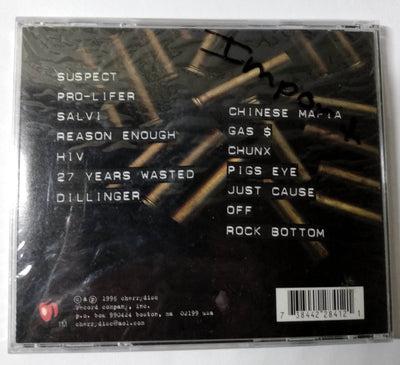 Import
SUSPECT
PRO-LIFER
SALVI
REASON ENOUGH
HIV
27 YEARS WASTED
DILLINGER
CHINESE MAFIA
GAS $
CHUNX
PIGS EYE
JUST CAUSE
OFF
ROCK BOTTOM
© & ℗ 1996 cherrydisc
record company, inc.
p.o. box 990424 boston, ma 02199 usa
cherrydisc@aol.com
TM
7 38442 28412 1